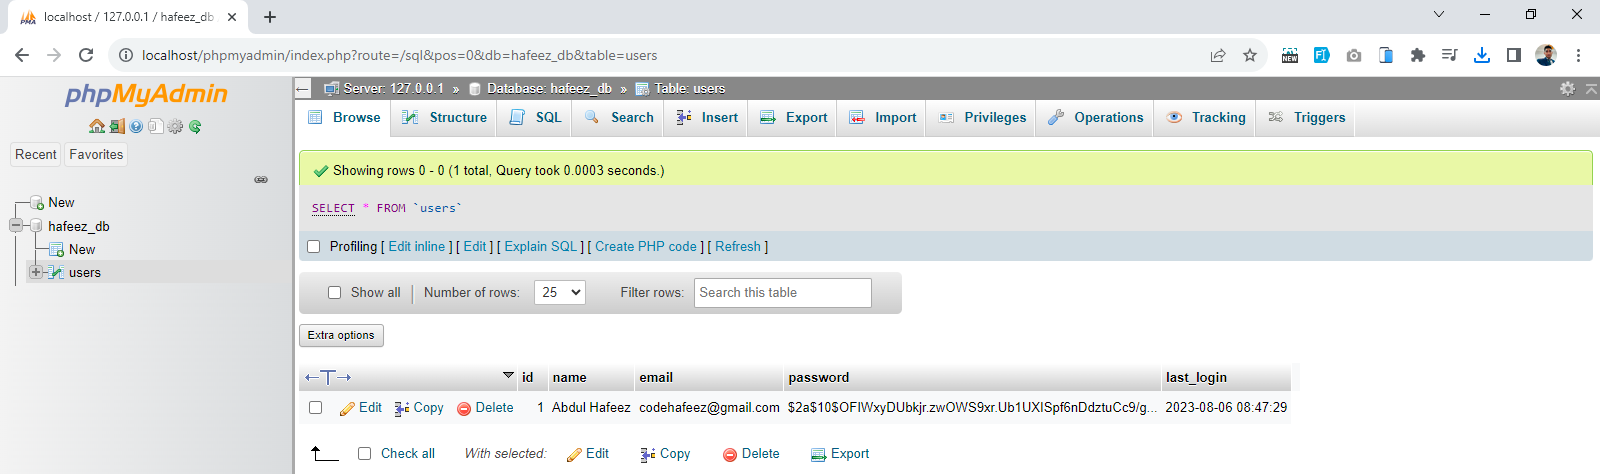 localhost / 127.0.0.1 / hafeez_db
localhost/phpmyadmin/index.php?route=/sql&pos=0&db=hafeez_db&table=users
NEW
phpMyAdmin
Recent Favorites
New
hafeez_db
New
users
Server: 127.0.0.1 » Database: hafeez_db » Table: users
Browse Structure SQL Search Insert Export Import Privileges Operations Tracking Triggers
Showing rows 0 - 0 (1 total, Query took 0.0003 seconds.)
SELECT * FROM `users`
Profiling [ Edit inline ] [ Edit ] [ Explain SQL ] [ Create PHP code ] [ Refresh ]
Show all Number of rows: 25 Filter rows: Search this table
Extra options
id name email password last_login
Edit Copy Delete 1 Abdul Hafeez codehafeez@gmail.com $2a$10$OFIWxyDUbkjr.zwOWS9xr.Ub1UXISpf6nDdztuCc9/g... 2023-08-06 08:47:29
Check all With selected: Edit Copy Delete Export